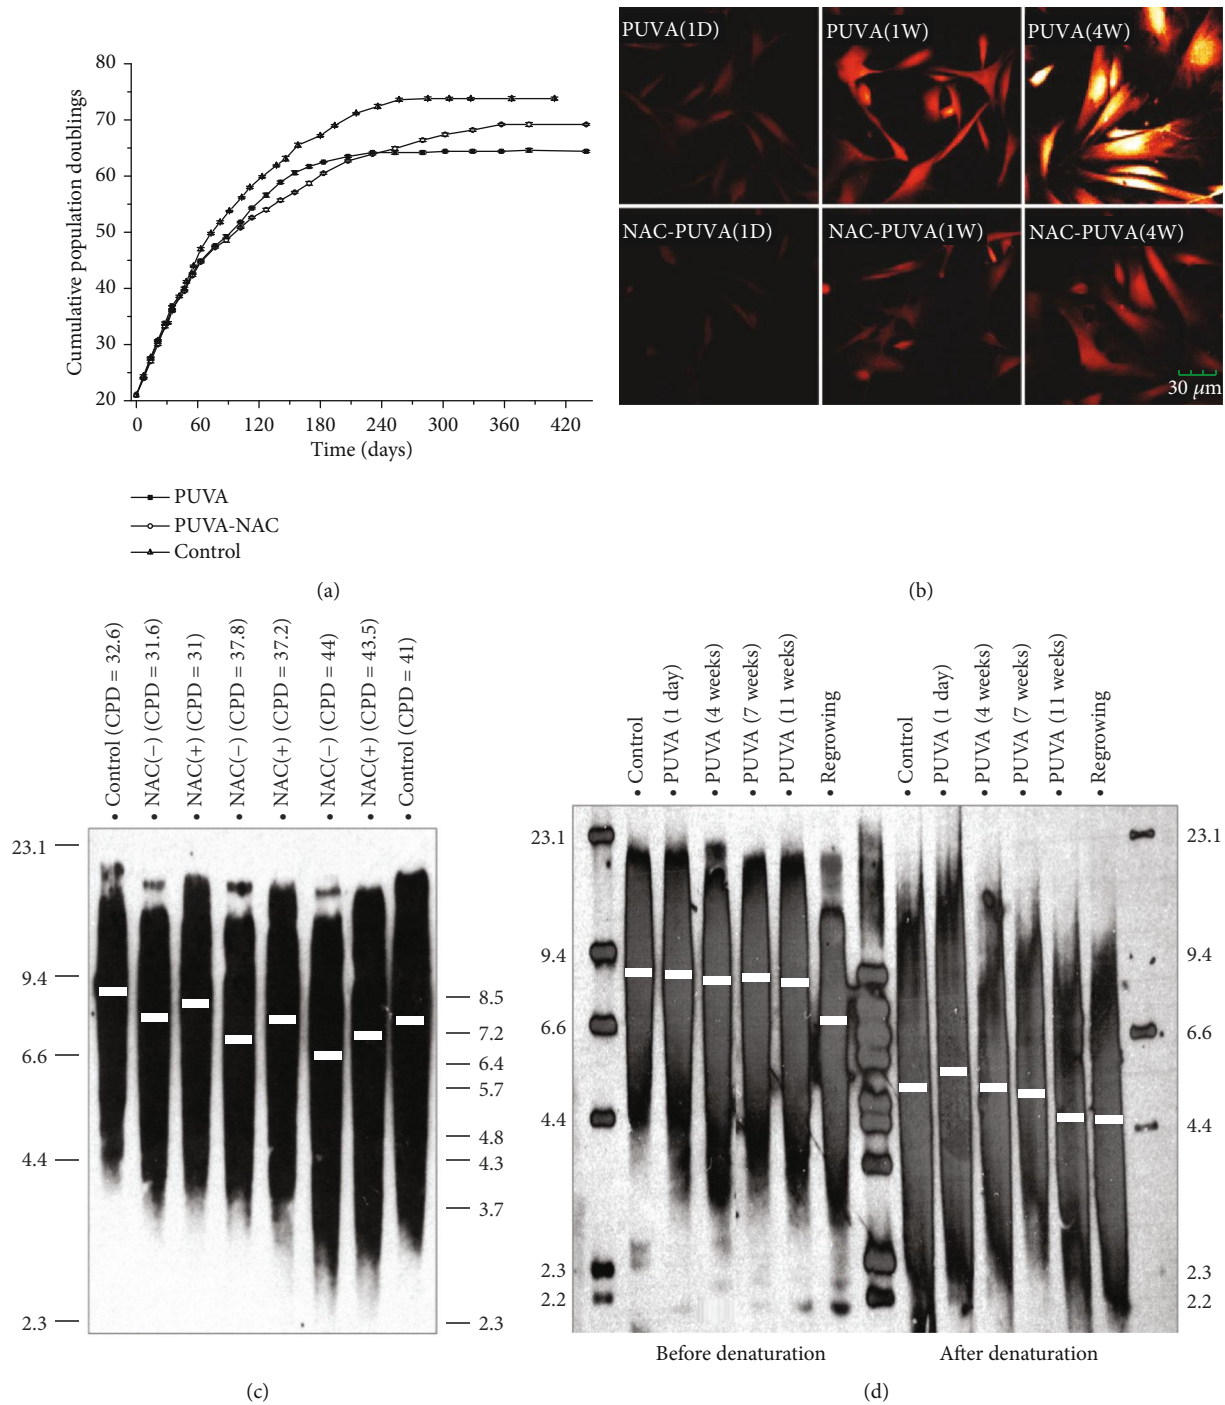 80
70
60
50
40
30
20
Cumulative population doublings
0 60 120 180 240 300 360 420
Time (days)
PUVA
PUVA-NAC
Control
(a)
PUVA(1D) PUVA(1W) PUVA(4W)
NAC-PUVA(1D) NAC-PUVA(1W) NAC-PUVA(4W)
30 μm
(b)
• Control (CPD = 32.6)
• NAC(−) (CPD = 31.6)
• NAC(+) (CPD = 31)
• NAC(−) (CPD = 37.8)
• NAC(+) (CPD = 37.2)
• NAC(−) (CPD = 44)
• NAC(+) (CPD = 43.5)
• Control (CPD = 41)
23.1
9.4
6.6
4.4
2.3
8.5
7.2
6.4
5.7
4.8
4.3
3.7
2.3
(c)
• Control
• PUVA (1 day)
• PUVA (4 weeks)
• PUVA (7 weeks)
• PUVA (11 weeks)
• Regrowing
• Control
• PUVA (1 day)
• PUVA (4 weeks)
• PUVA (7 weeks)
• PUVA (11 weeks)
• Regrowing
23.1
9.4
6.6
4.4
2.3
2.2
23.1
9.4
6.6
4.4
2.3
2.2
Before denaturation After denaturation
(d)